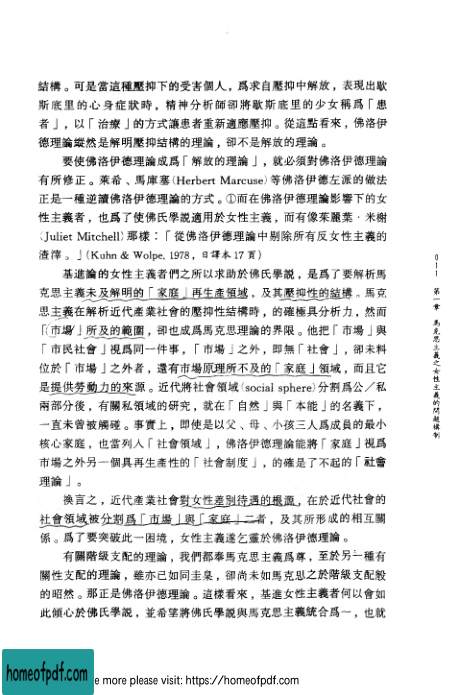 結構。可是當這種壓抑下的受害個人，爲求自壓抑中解放，表現出歇
斯底里的心身症狀時，精神分析師卻將歇斯底里的少女稱爲「患
者」，以「治療」的方式讓患者重新適應壓抑。從這點看來，佛洛伊
德理論縱然是解明壓抑結構的理論，卻不是解放的理論。
要使佛洛伊德理論成爲「解放的理論」，就必須對佛洛伊德理論
有所修正。萊希、馬庫塞(Herbert Marcuse)等佛洛伊德左派的做法
正是一種逆讀佛洛伊德理論的方式。①而在佛洛伊德理論影響下的女
性主義者，也爲了使佛氏學說適用於女性主義，而有像茱麗葉·米樹
(Juliet Mitchell)那樣：「從佛洛伊德理論中剔除所有反女性主義的
渣滓。」(Kuhn & Wolpe, 1978，日譯本17頁)
基進論的女性主義者們之所以求助於佛氏學說，是爲了要解析馬
克思主義未及解明的「家庭」再生產領域，及其壓抑性的結構。馬克
思主義在解析近代產業社會的壓抑性結構時，的確極具分析力，然而
「市場」所及的範圍，卻也成爲馬克思理論的界限。他把「市場」與
「市民社會」視爲同一件事，「市場」之外，即無「社會」，卻未料
位於「市場」之外者，還有市場原理所不及的「家庭」領域，而且它
是提供勞動力的來源。近代將社會領域(social sphere)分割爲公／私
兩部分後，有關私領域的研究，就在「自然」與「本能」的名義下，
一直未曾被觸碰。事實上，即使是以父、母、小孩三人爲成員的最小
核心家庭，也當列人「社會領域」，佛洛伊德理論能將「家庭」視爲
市場之外另一個具再生產性的「社會制度」，的確是了不起的「社會
理論」。
換言之，近代產業社會對女性差別待遇的根源，在於近代社會的
社會領域被分割爲「市場」與「家庭」二者，及其所形成的相互關
係。爲了要突破此一困境，女性主義遂乞靈於佛洛伊德理論。
有關階級支配的理論，我們都奉馬克思主義爲尊，至於另一種有
關性支配的理論，雖亦已如同圭臬，卻尚未如馬克思之於階級支配般
的昭然。那正是佛洛伊德理論。這樣看來，基進女性主義者何以會如
此傾心於佛氏學說，並希望將佛氏學說與馬克思主義統合爲一，也就
011
第一章 馬克思主義之女性主義的問題構制
homeofpdf.com
e more please visit: https://homeofpdf.com